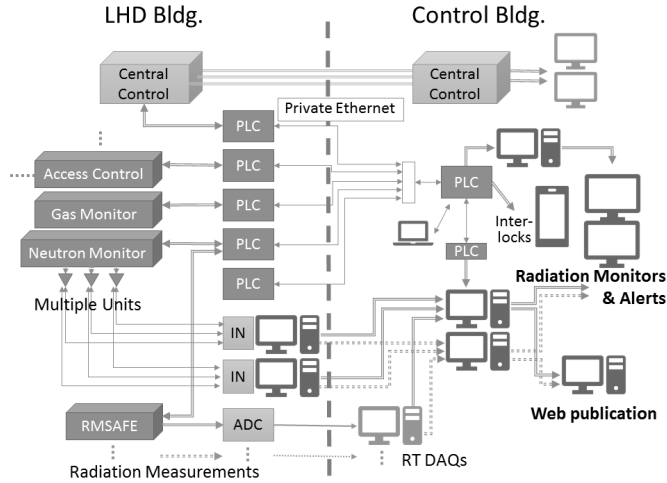 LHD Bldg.
Control Bldg.
Central
Control
Central
Control
Private Ethernet
PLC
Access Control
PLC
Gas Monitor
PLC
PLC
Inter-
locks
Neutron Monitor
PLC
PLC
Multiple Units
PLC
Radiation Monitors
& Alerts
IN
IN
Web publication
RMSAFE
ADC
RT DAQs
Radiation Measurements